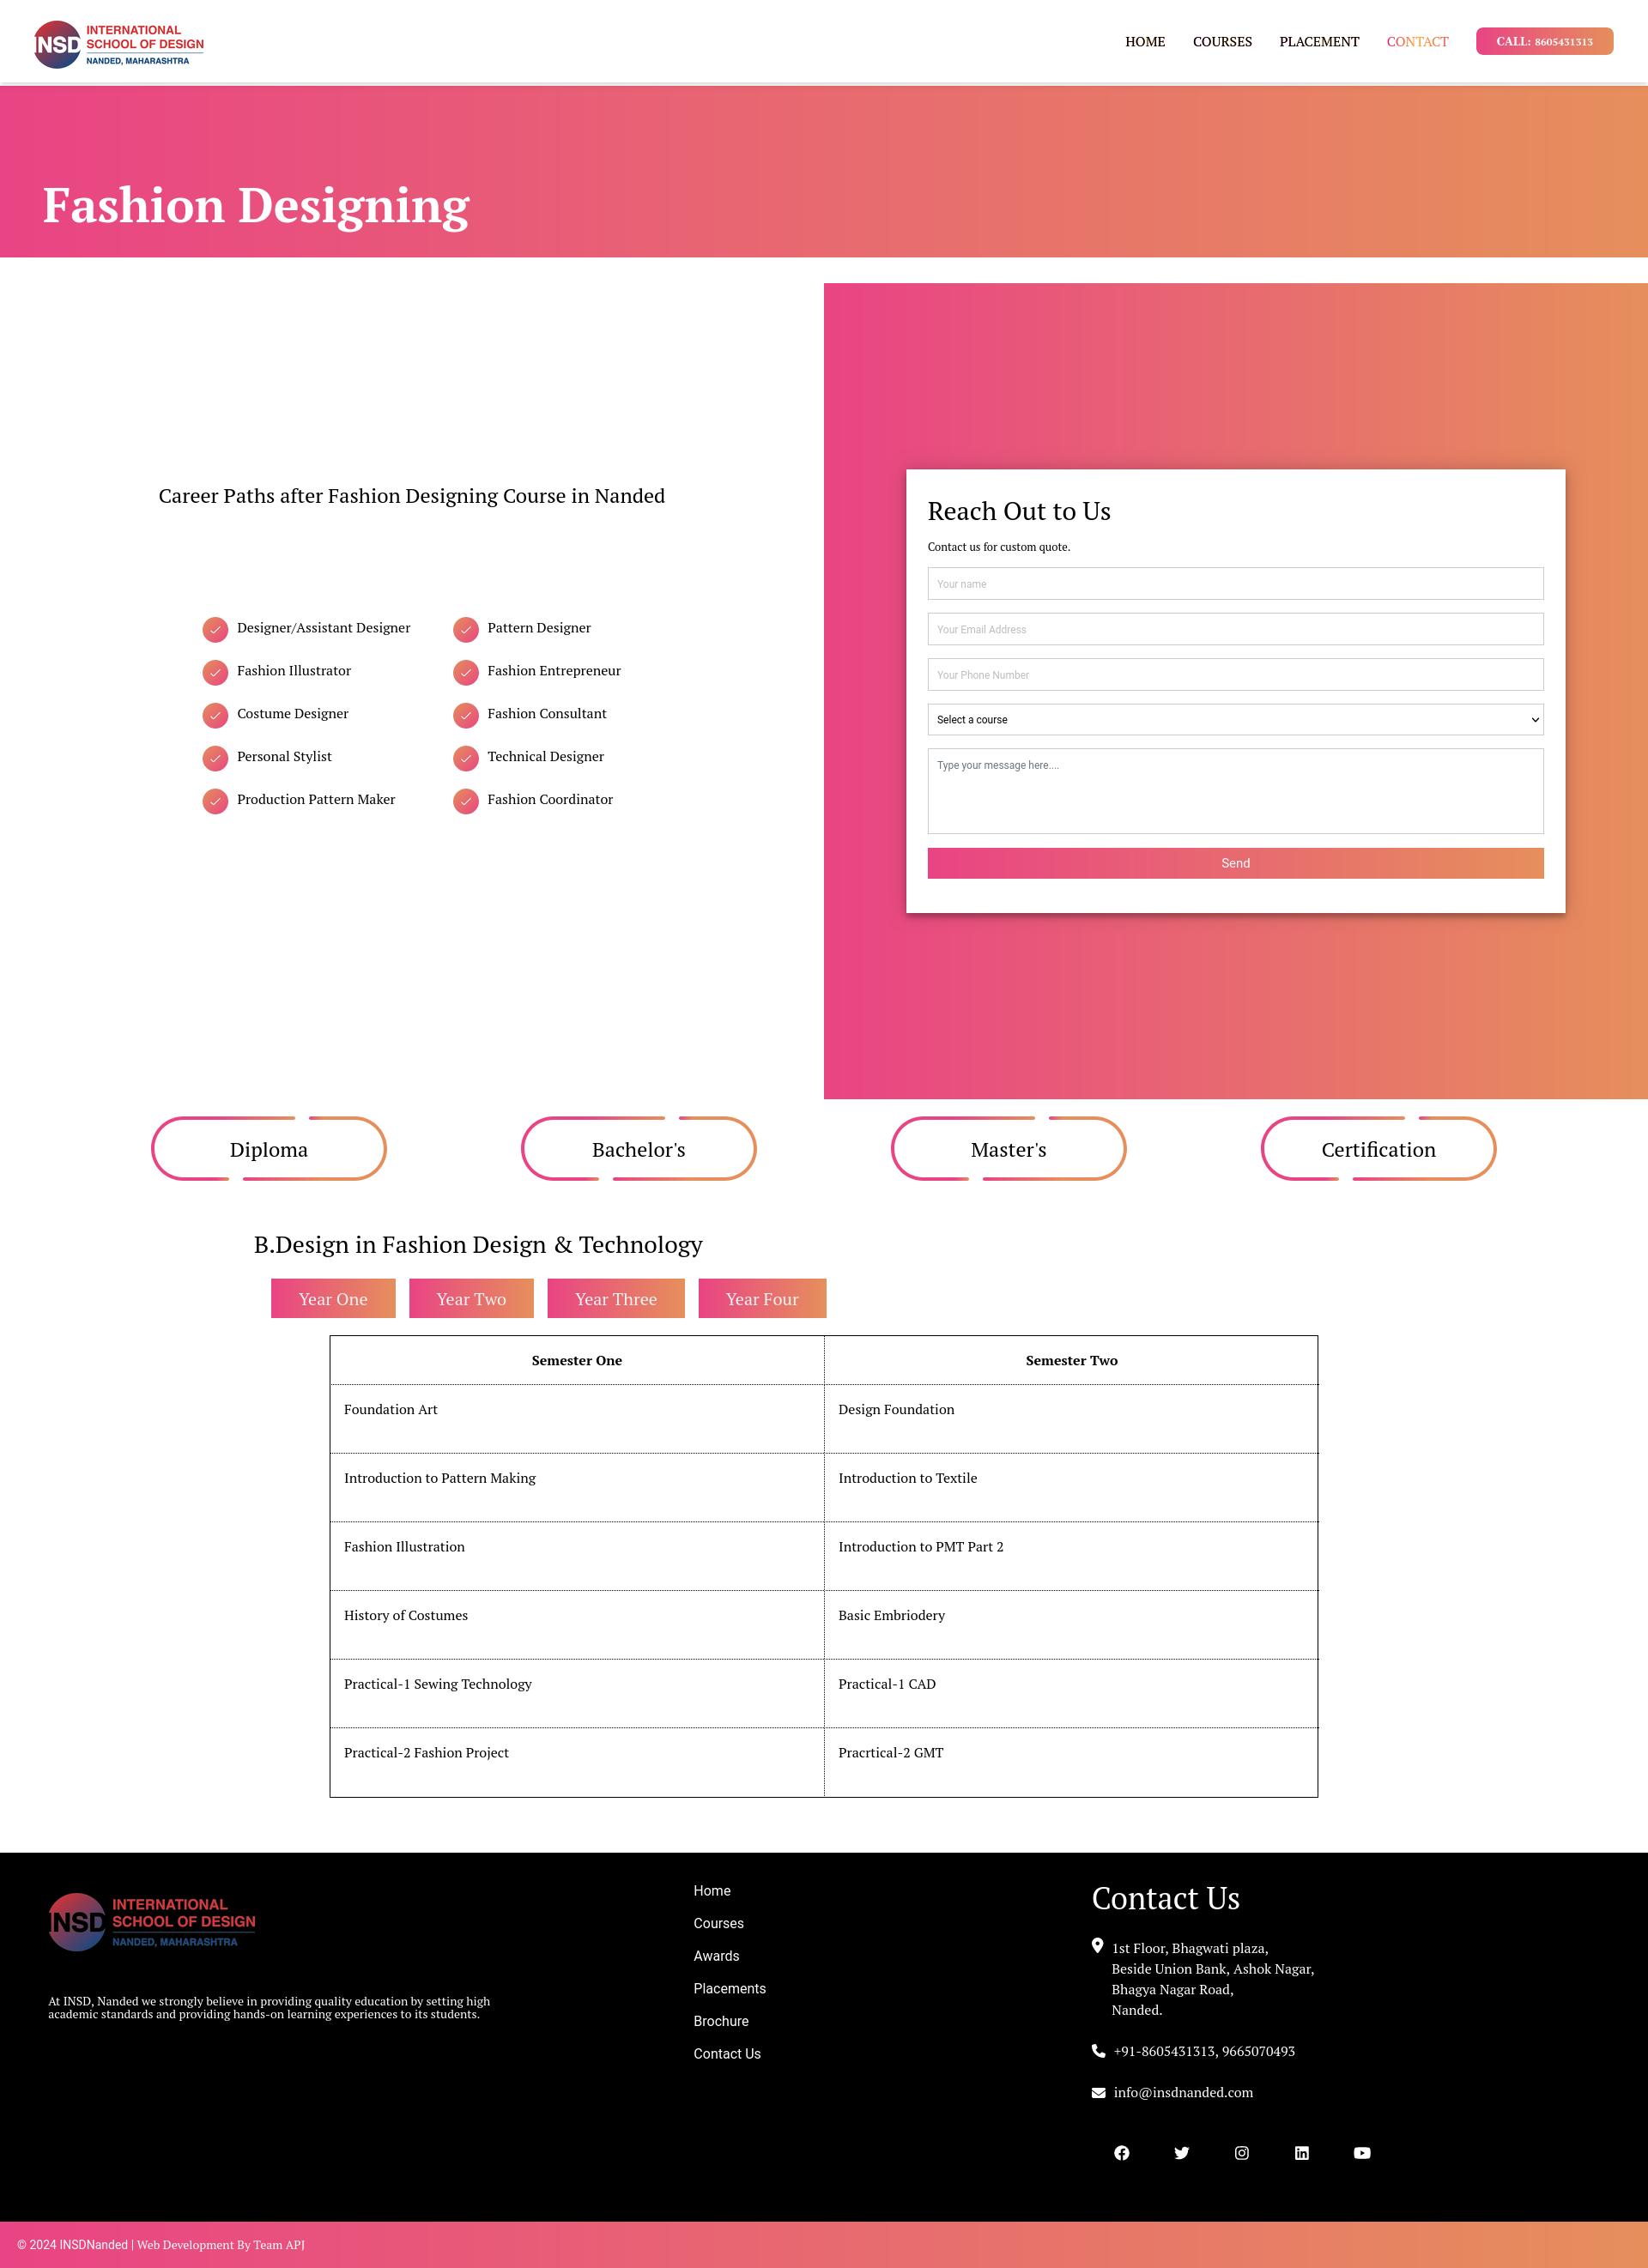 INTERNATIONAL
NSD SCHOOL OF DESIGN
NANDED, MAHARASHTRA
HOME COURSES PLACEMENT CONTACT CALL: 8605431313
Fashion Designing
Career Paths after Fashion Designing Course in Nanded
Designer/Assistant Designer
Fashion Illustrator
Costume Designer
Personal Stylist
Production Pattern Maker
Pattern Designer
Fashion Entrepreneur
Fashion Consultant
Technical Designer
Fashion Coordinator
Reach Out to Us
Contact us for custom quote.
Your name
Your Email Address
Your Phone Number
Select a course
Type your message here....
Send
Diploma Bachelor's Master's Certification
B.Design in Fashion Design & Technology
Year One Year Two Year Three Year Four
Semester One Semester Two
Foundation Art Design Foundation
Introduction to Pattern Making Introduction to Textile
Fashion Illustration Introduction to PMT Part 2
History of Costumes Basic Embriodery
Practical-1 Sewing Technology Practical-1 CAD
Practical-2 Fashion Project Pracrtical-2 GMT
INTERNATIONAL
NSD SCHOOL OF DESIGN
NANDED, MAHARASHTRA
At INSD, Nanded we strongly believe in providing quality education by setting high
academic standards and providing hands-on learning experiences to its students.
Home
Courses
Awards
Placements
Brochure
Contact Us
Contact Us
1st Floor, Bhagwati plaza,
Beside Union Bank, Ashok Nagar,
Bhagya Nagar Road,
Nanded.
+91-8605431313, 9665070493
info@insdnanded.com
© 2024 INSDNanded | Web Development By Team APJ